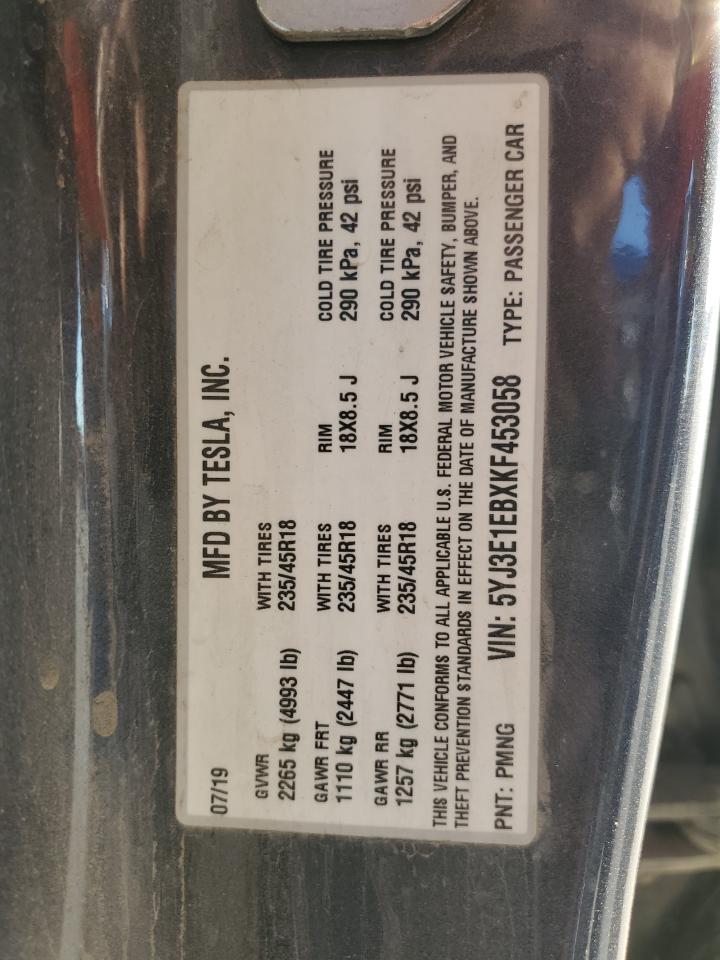 07/19 MFD BY TESLA, INC.
GVWR WITH TIRES
2265 kg (4993 lb) 235/45R18
GAWR FRT WITH TIRES RIM COLD TIRE PRESSURE
1110 kg (2447 lb) 235/45R18 18X8.5 J 290 kPa, 42 psi
GAWR RR WITH TIRES RIM COLD TIRE PRESSURE
1257 kg (2771 lb) 235/45R18 18X8.5 J 290 kPa, 42 psi
THIS VEHICLE CONFORMS TO ALL APPLICABLE U.S. FEDERAL MOTOR VEHICLE SAFETY, BUMPER, AND
THEFT PREVENTION STANDARDS IN EFFECT ON THE DATE OF MANUFACTURE SHOWN ABOVE.
PNT: PMNG VIN: 5YJ3E1EBXKF453058 TYPE: PASSENGER CAR